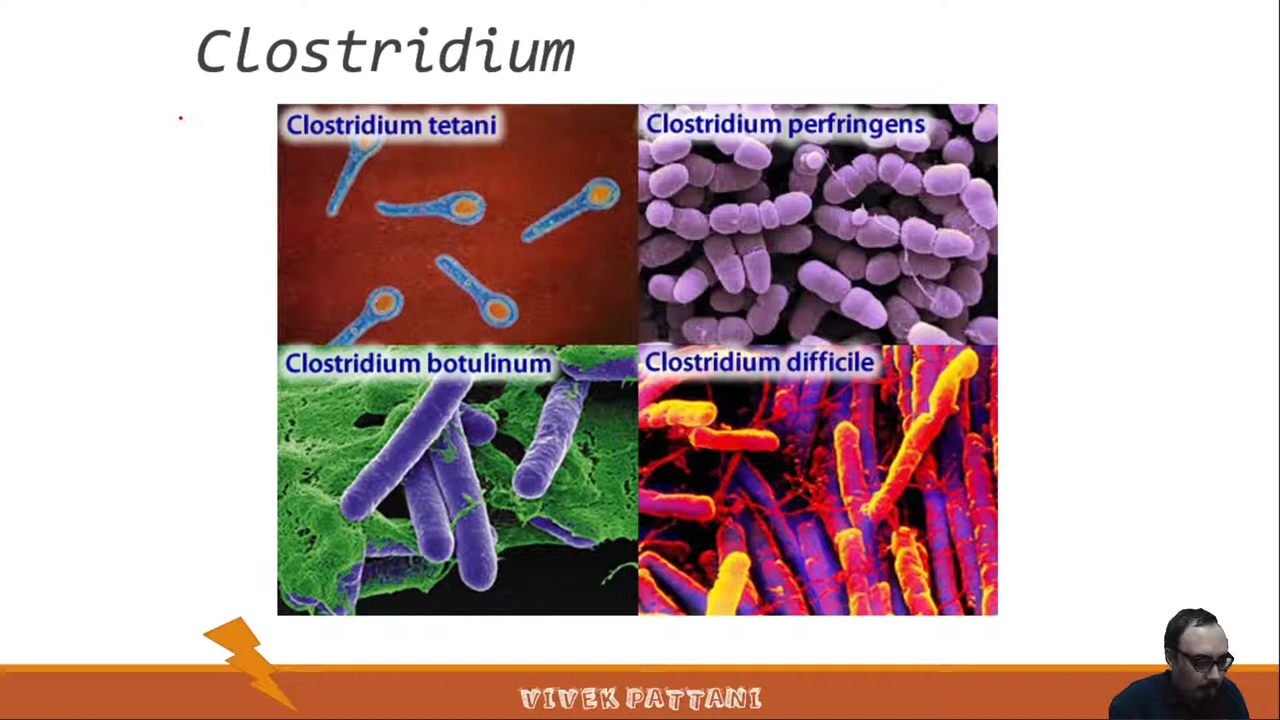 Clostridium
Clostridium tetani
Clostridium perfringens
Clostridium botulinum
Clostridium difficile
VIVEK PATTANI